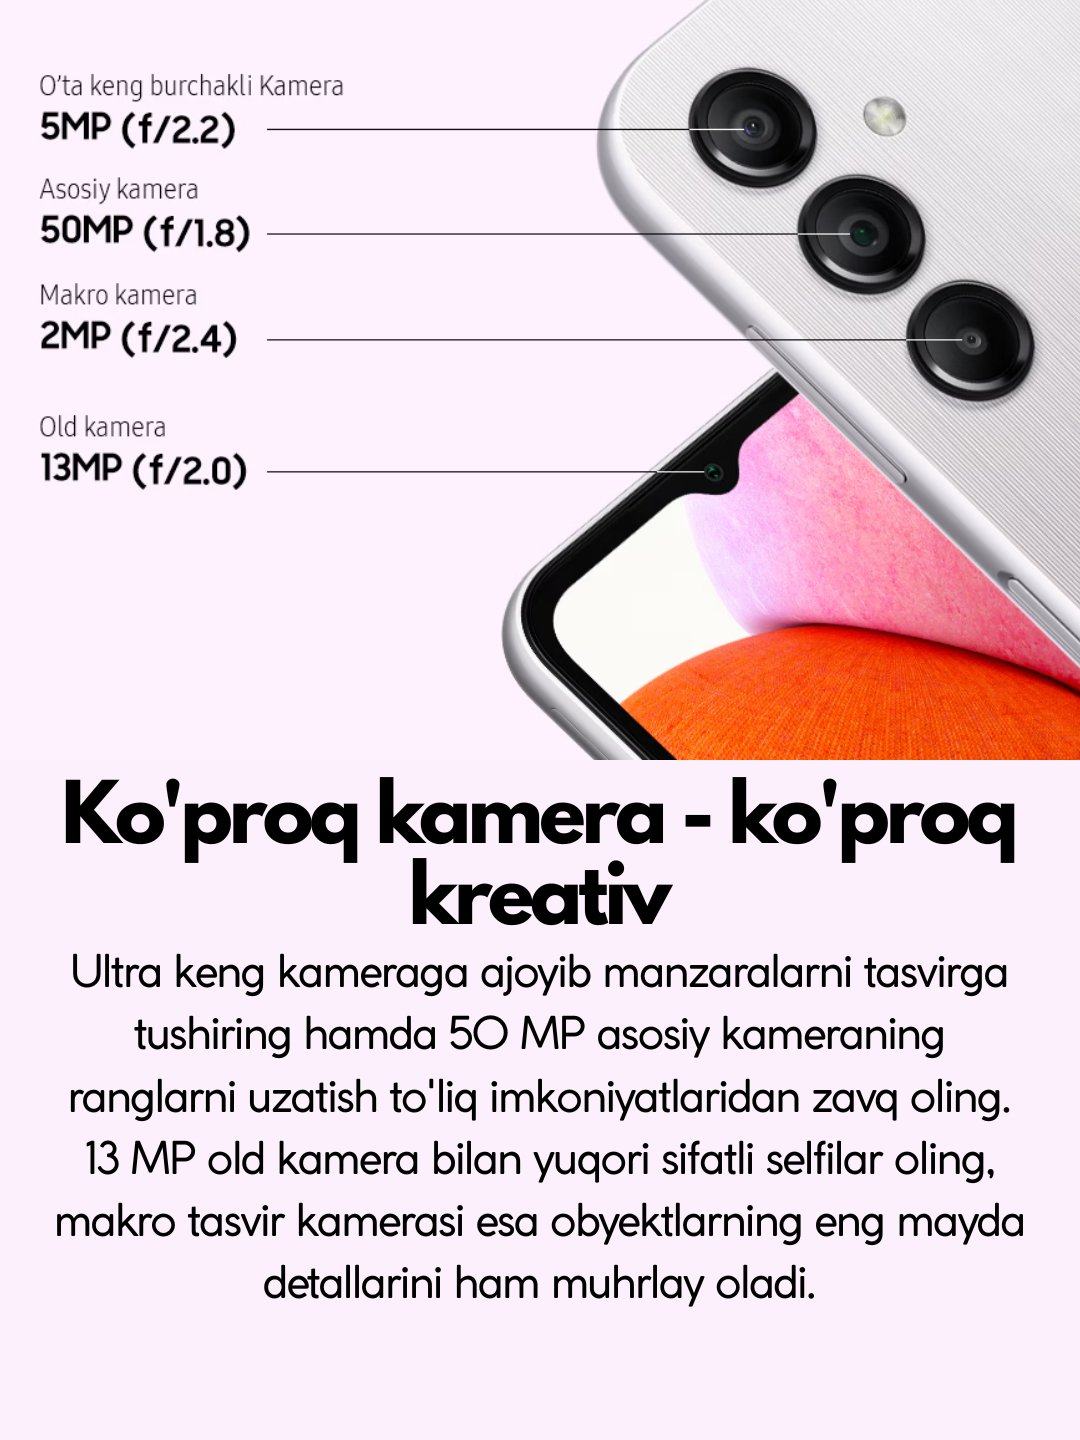 O‘ta keng burchakli Kamera
5MP (f/2.2)
Asosiy kamera
50MP (f/1.8)
Makro kamera
2MP (f/2.4)
Old kamera
13MP (f/2.0)
Ko'proq kamera - ko'proq
kreativ
Ultra keng kameraga ajoyib manzaralarni tasvirga
tushiring hamda 50 MP asosiy kameraning
ranglarni uzatish to'liq imkoniyatlaridan zavq oling.
13 MP old kamera bilan yuqori sifatli selfilar oling,
makro tasvir kamerasi esa obyektlarning eng mayda
detallarini ham muhrlay oladi.